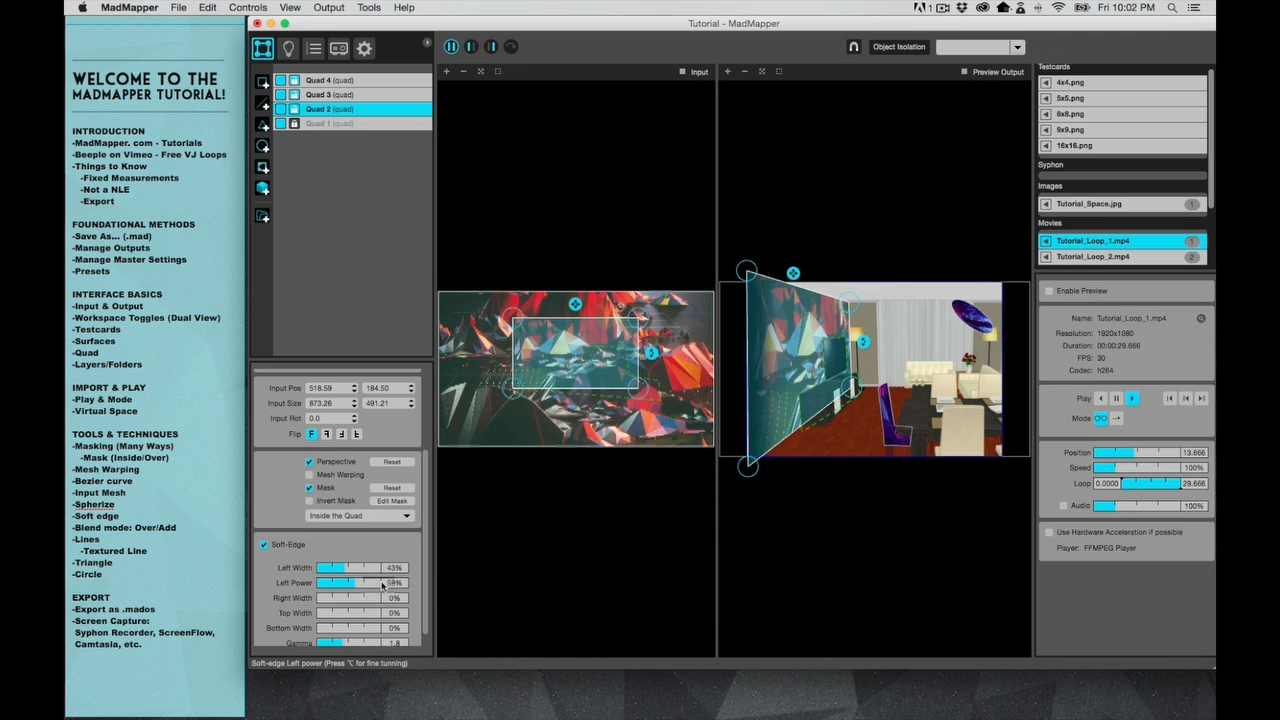 MadMapper File Edit Controls Left View Output Tools Help
1 Fri 10:02 PM
Tutorial - MadMapper
WELCOME TO THE
MADMAPPER TUTORIAL!
INTRODUCTION
-MadMapper. com - Tutorials
-Beeple on Vimeo - Free VJ Loops
-Things to Know
-Fixed Measurements
-Not a NLE
-Export
FOUNDATIONAL METHODS
-Save As... (.mad)
-Manage Outputs
-Manage Master Settings
-Presets
INTERFACE BASICS
-Input & Output
-Workspace Toggles (Dual View)
-Testcards
-Surfaces
-Quad
-Layers/Folders
IMPORT & PLAY
-Play & Mode
-Virtual Space
TOOLS & TECHNIQUES
-Masking (Many Ways)
-Mask (Inside/Over)
-Mesh Warping
-Bezier curve
-Input Mesh
-Spherize
-Soft edge
-Blend mode: Over/Add
-Lines
-Textured Line
-Triangle
-Circle
EXPORT
-Export as .mados
-Screen Capture:
Syphon Recorder, ScreenFlow,
Camtasia, etc.
Quad 4 (quad)
Quad 3 (quad)
Quad 2 (quad)
Quad 1 (quad)
Input Pos 518.59 184.50
Input Size 873.26 491.21
Input Rot 0.0
Flip F
Perspective Reset
Mesh Warping
Mask Reset
Invert Mask Edit Mask
Inside the Quad
Soft-Edge
Left Width 43%
Left Power
Right Width 0%
Top Width 0%
Bottom Width 0%
Gamma 1.8
Soft-edge Left power (Press ⌥ for fine tunning)
Input
Preview Output
Object Isolation
Testcards
4x4.png
5x5.png
8x8.png
9x9.png
16x16.png
Syphon
Images
Tutorial_Space.jpg 1
Movies
Tutorial_Loop_1.mp4 1
Tutorial_Loop_2.mp4 2
Enable Preview
Name: Tutorial_Loop_1.mp4
Resolution: 1920x1080
Duration: 00:00:29.666
FPS: 30
Codec: h264
Play
Mode
Position 13.666
Speed 100%
Loop 0.0000 29.666
Audio 100%
Use Hardware Acceleration if possible
Player: FFMPEG Player